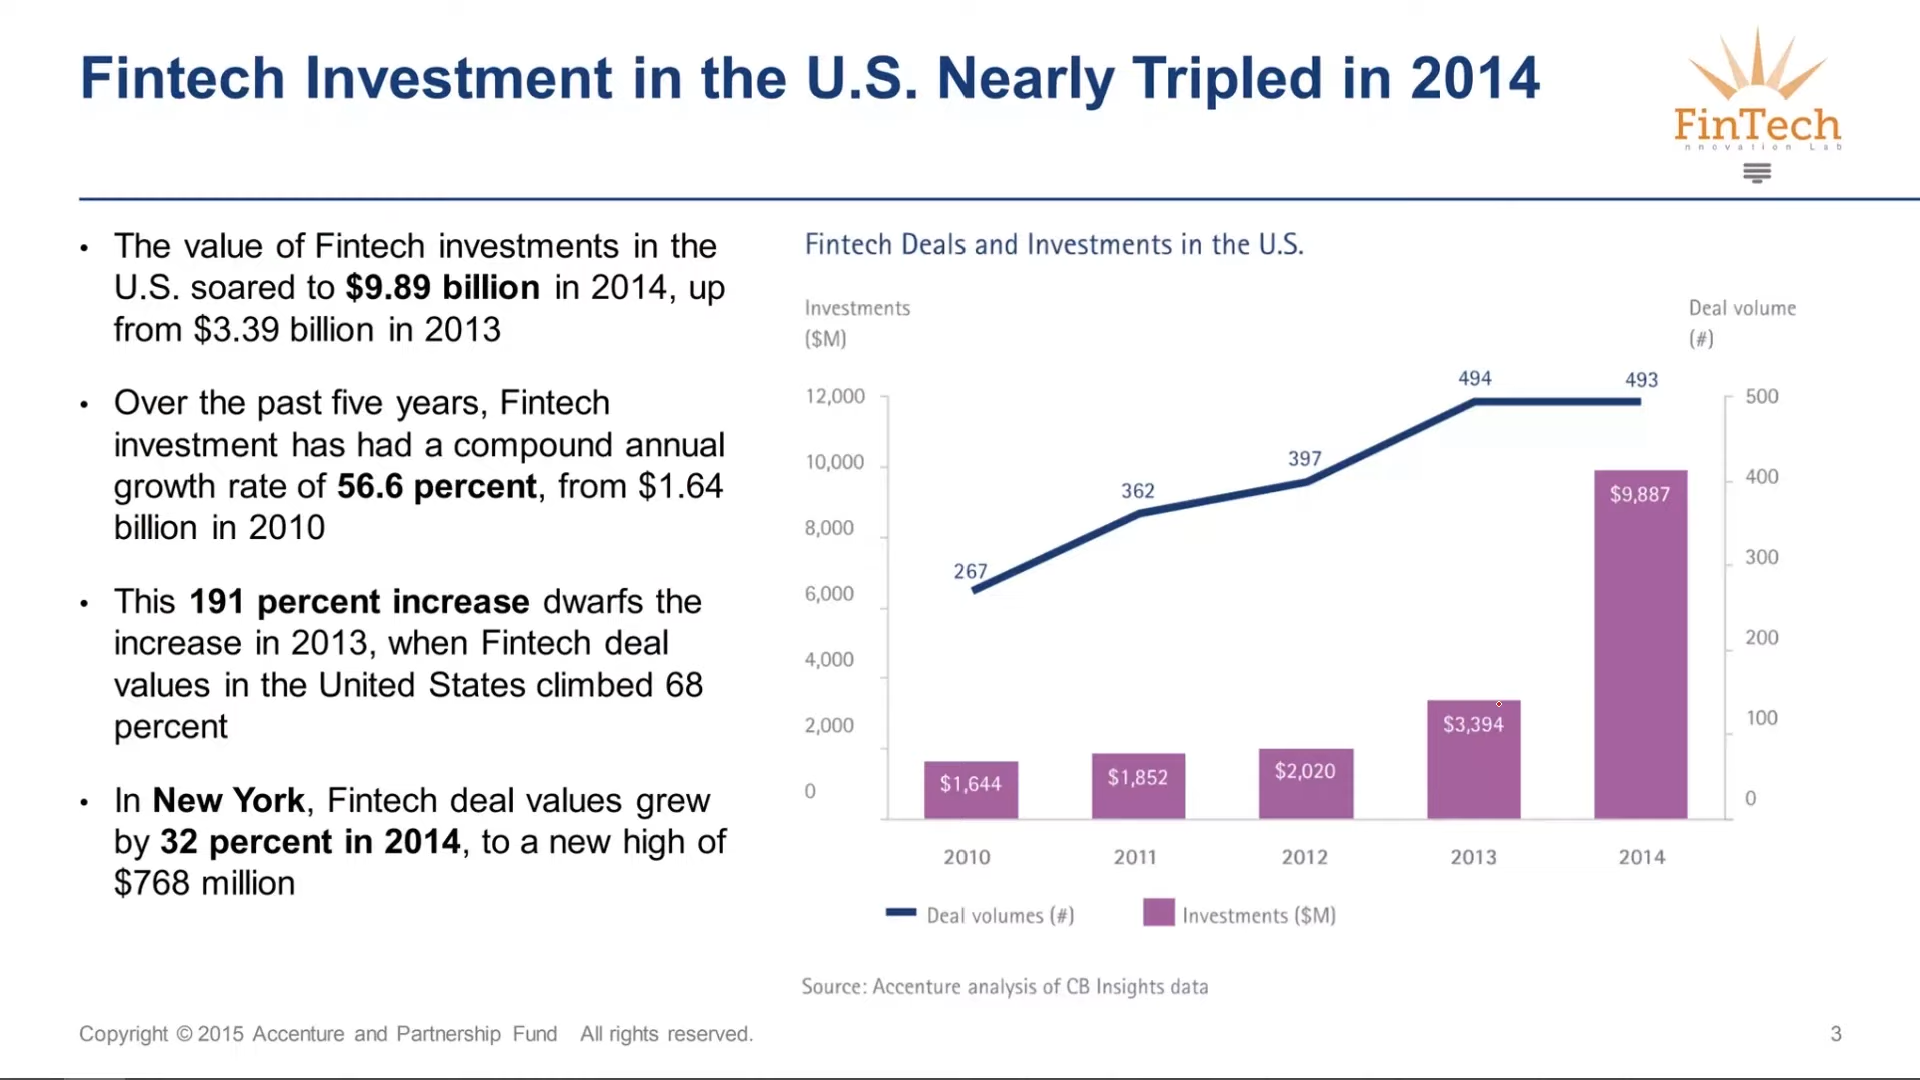 Fintech Investment in the U.S. Nearly Tripled in 2014
FinTech
nnovation Lab
• The value of Fintech investments in the
U.S. soared to $9.89 billion in 2014, up
from $3.39 billion in 2013
• Over the past five years, Fintech
investment has had a compound annual
growth rate of 56.6 percent, from $1.64
billion in 2010
• This 191 percent increase dwarfs the
increase in 2013, when Fintech deal
values in the United States climbed 68
percent
• In New York, Fintech deal values grew
by 32 percent in 2014, to a new high of
$768 million
Fintech Deals and Investments in the U.S.
Investments
($M)
Deal volume
(#)
12,000
10,000
8,000
6,000
4,000
2,000
0
267
362
397
494
493
$1,644
$1,852
$2,020
$3,394
$9,887
500
400
300
200
100
0
2010 2011 2012 2013 2014
Deal volumes (#) Investments ($M)
Source: Accenture analysis of CB Insights data
Copyright © 2015 Accenture and Partnership Fund All rights reserved.
3